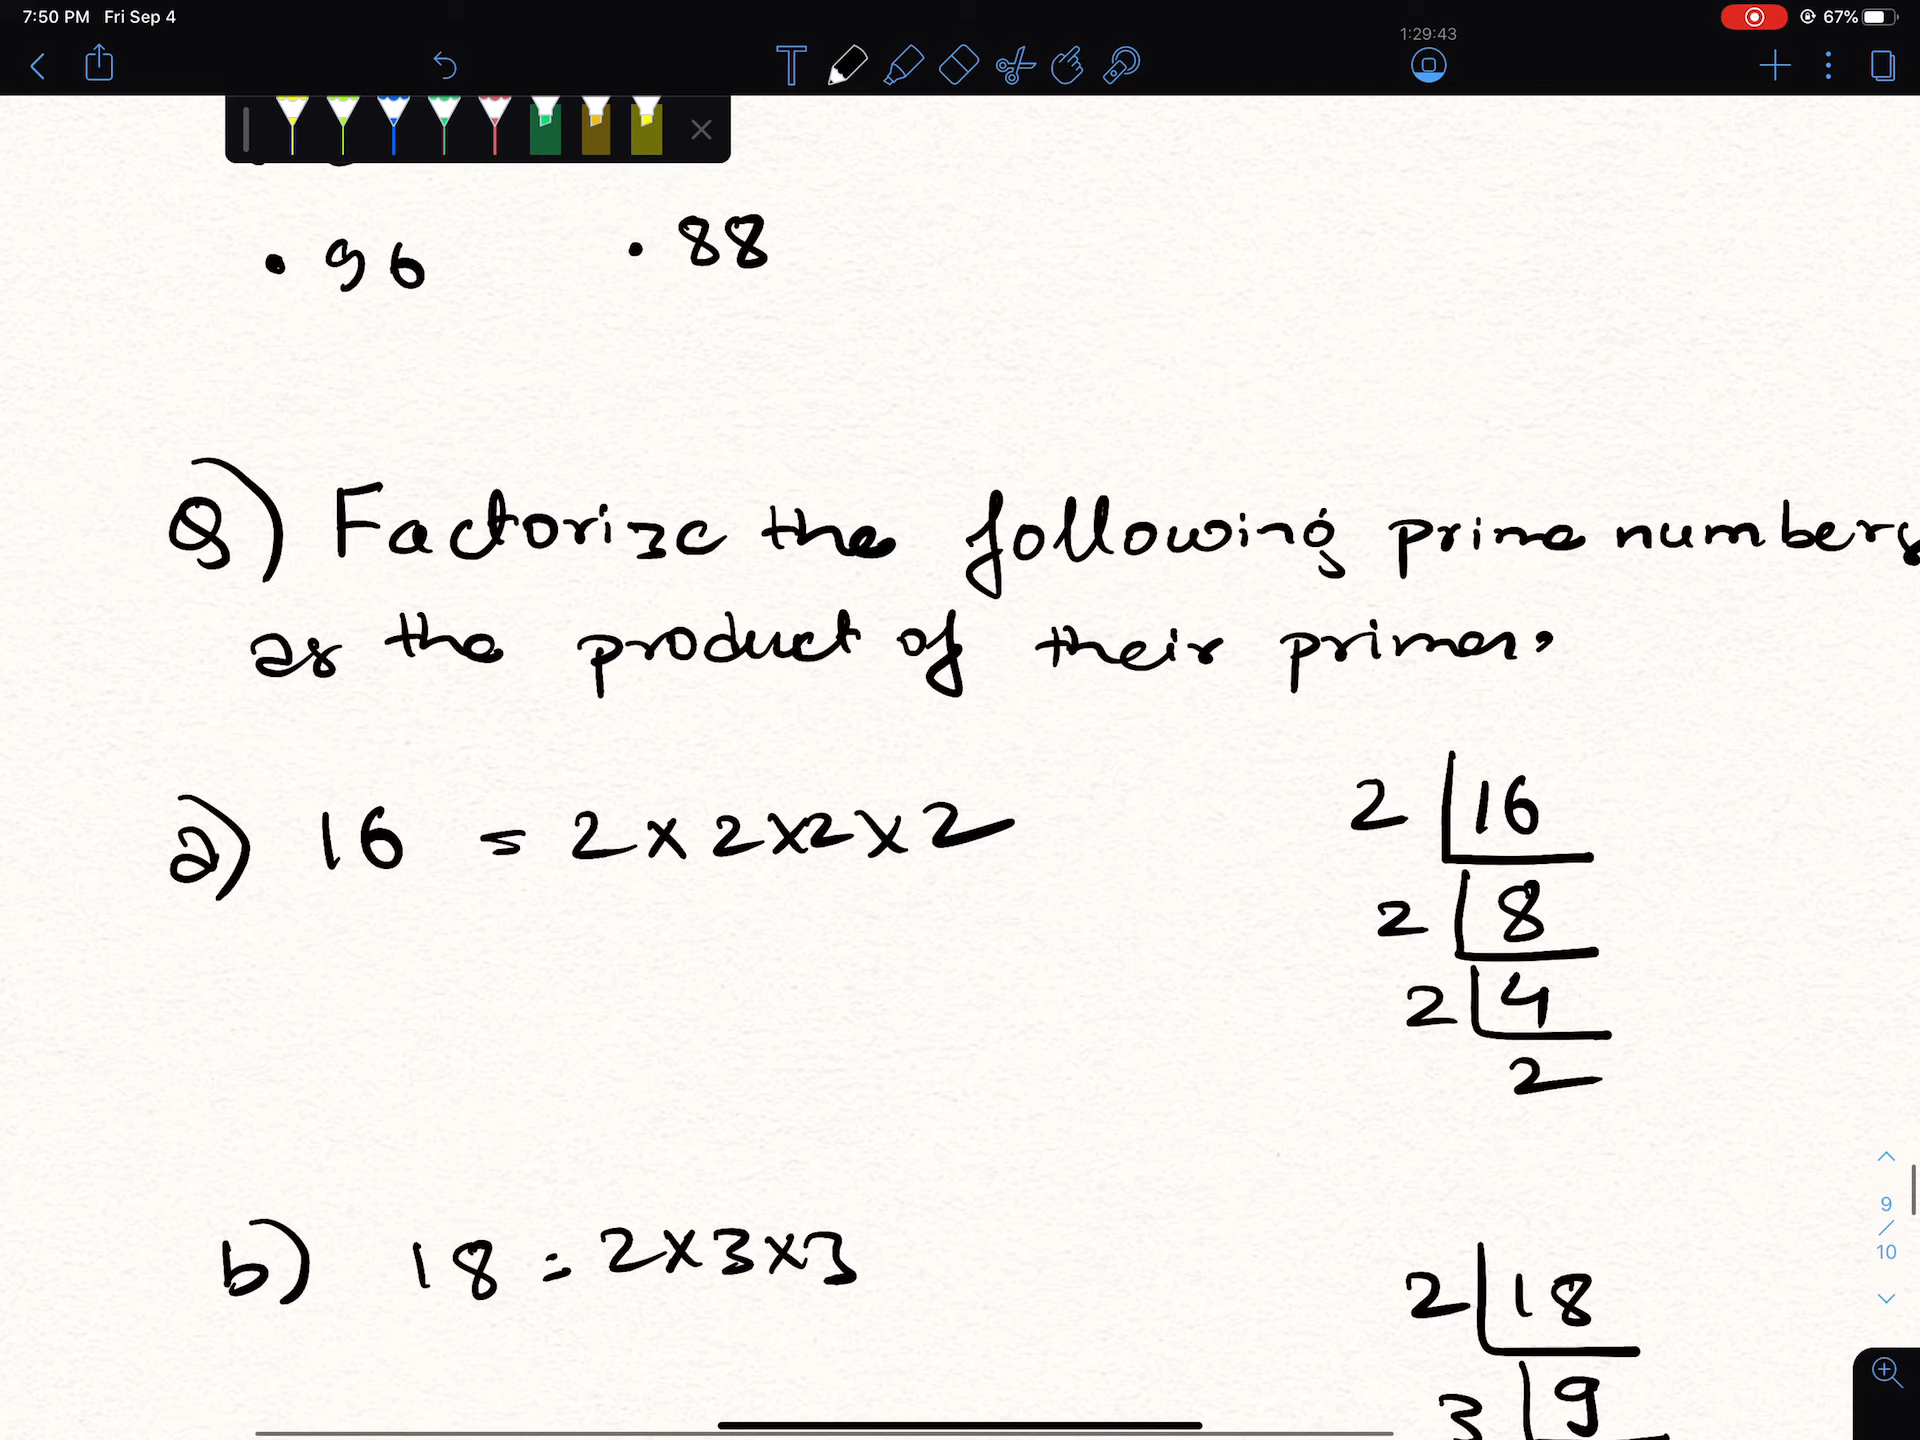 7:50 PM Fri Sep 4
67%
1:29:43
• 96 • 88
Q) Factorize the following prime numbers
as the product of their primes.
a) 16 = 2 × 2 × 2 × 2
2 | 16
2 | 8
2 | 4
2
b) 18 = 2 × 3 × 3
2 | 18
3 | 9
9
/
10